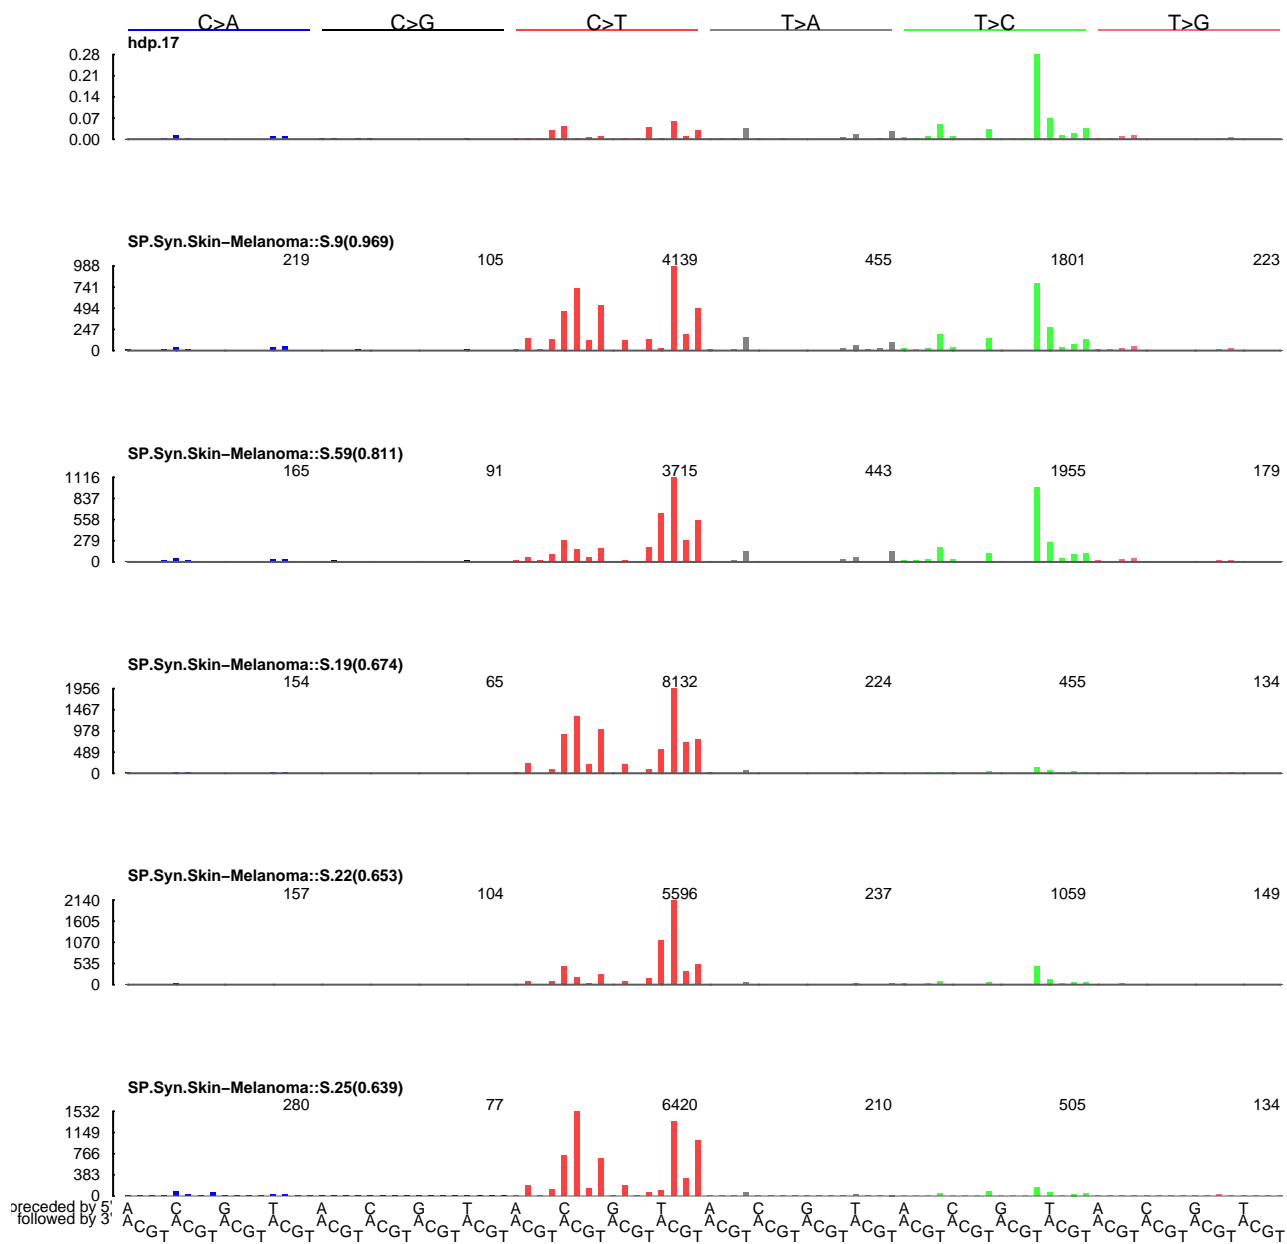 C>A C>G C>T T>A T>C T>G
hdp.17
0.28
0.21
0.14
0.07
0.00
SP.Syn.Skin−Melanoma::S.9(0.969)
219 105 4139 455 1801 223
988
741
494
247
0
SP.Syn.Skin−Melanoma::S.59(0.811)
165 91 3715 443 1955 179
1116
837
558
279
0
SP.Syn.Skin−Melanoma::S.19(0.674)
154 65 8132 224 455 134
1956
1467
978
489
0
SP.Syn.Skin−Melanoma::S.22(0.653)
157 104 5596 237 1059 149
2140
1605
1070
535
0
SP.Syn.Skin−Melanoma::S.25(0.639)
280 77 6420 210 505 134
1532
1149
766
383
0
preceded by 5' A C G T A C G T A C G T A C G T A C G T A C G T
followed by 3' ACGTACGTACGTACGTACGTACGTACGTACGTACGTACGTACGTACGTACGTACGTACGTACGTACGTACGTACGTACGTACGTACGTACGTACGT